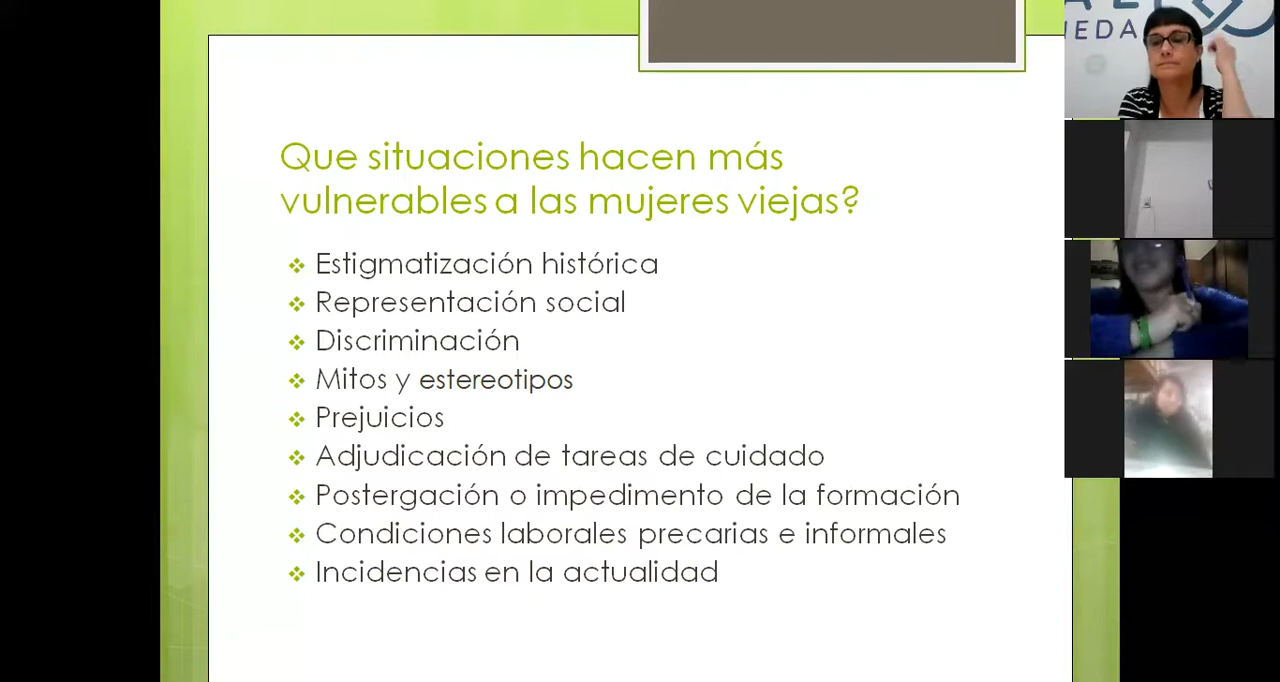 Que situaciones hacen más
vulnerables a las mujeres viejas?
Estigmatización histórica
Representación social
Discriminación
Mitos y estereotipos
Prejuicios
Adjudicación de tareas de cuidado
Postergación o impedimento de la formación
Condiciones laborales precarias e informales
Incidencias en la actualidad